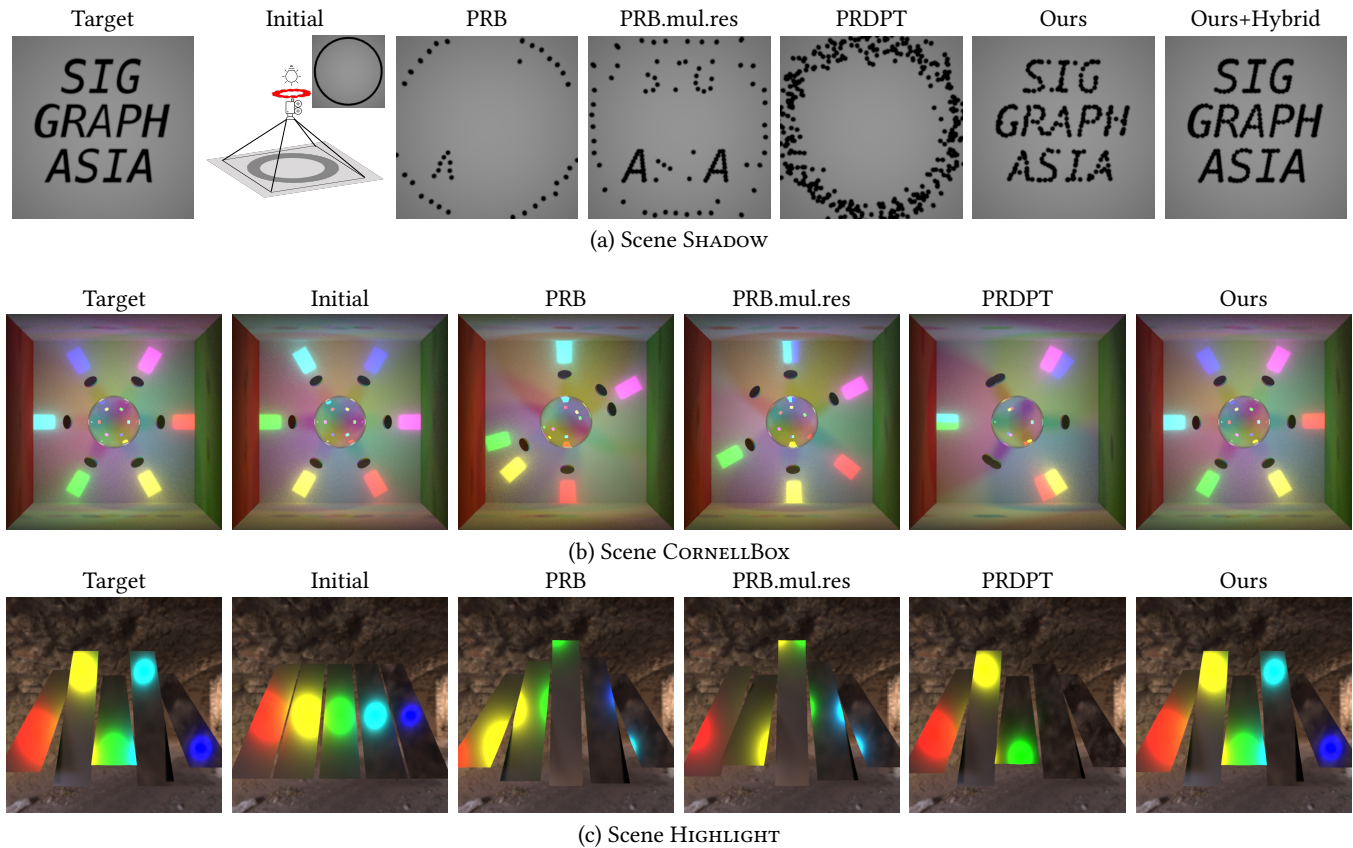 Target Initial PRB PRB.mul.res PRDPT Ours Ours+Hybrid
SIG
GRAPH
ASIA
SIG
GRAPH
ASIA
SIG
GRAPH
ASIA
(a) Scene SHADOW
Target Initial PRB PRB.mul.res PRDPT Ours
(b) Scene CORNELLBOX
Target Initial PRB PRB.mul.res PRDPT Ours
(c) Scene HIGHLIGHT